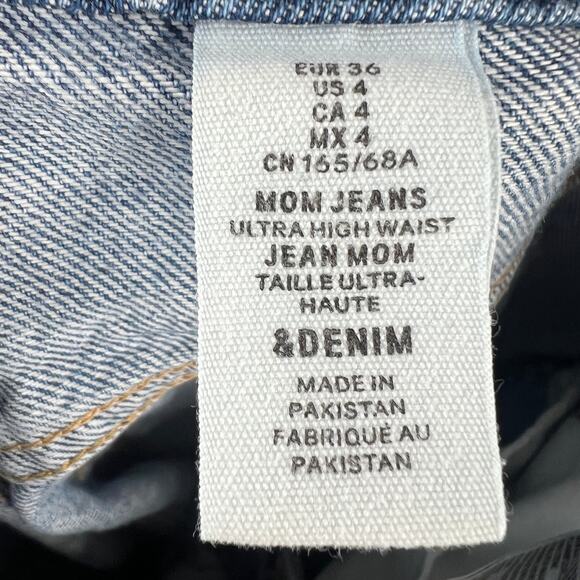 EUR 36
US 4
CA 4
MX 4
CN 165/68A
MOM JEANS
ULTRA HIGH WAIST
JEAN MOM
TAILLE ULTRA-
HAUTE
&DENIM
MADE IN
PAKISTAN
FABRIQUÉ AU
PAKISTAN